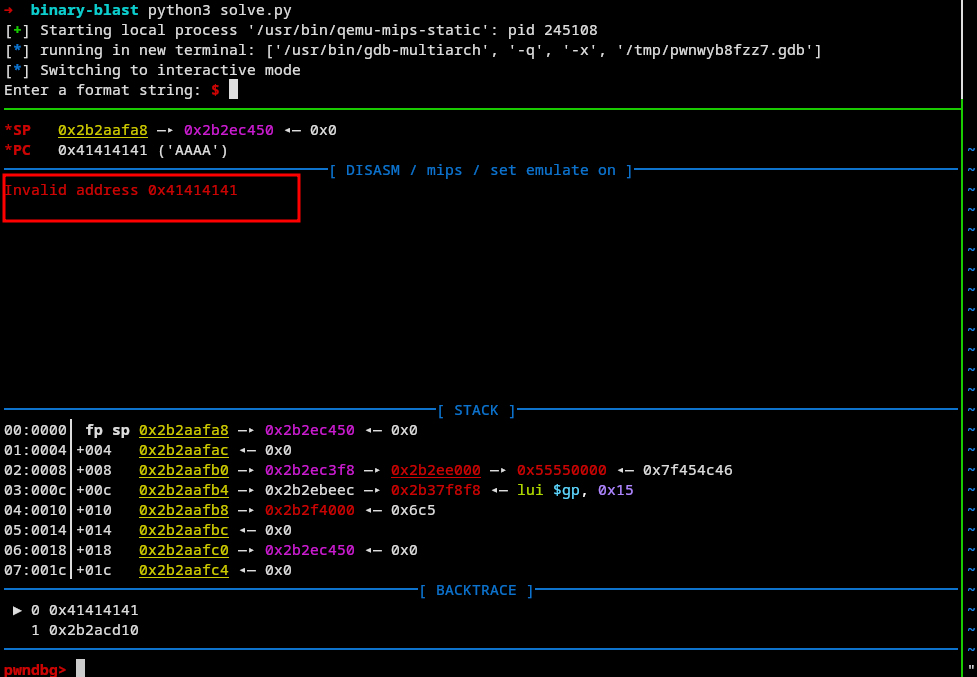 →  binary-blast python3 solve.py
[+] Starting local process '/usr/bin/qemu-mips-static': pid 245108
[*] running in new terminal: ['/usr/bin/gdb-multiarch', '-q', '-x', '/tmp/pwnwyb8fzz7.gdb']
[*] Switching to interactive mode
Enter a format string: $
*SP   0x2b2aafa8 —▸ 0x2b2ec450 ◂— 0x0
*PC   0x41414141 ('AAAA')
[ DISASM / mips / set emulate on ]
Invalid address 0x41414141
[ STACK ]
00:0000│ fp sp 0x2b2aafa8 —▸ 0x2b2ec450 ◂— 0x0
01:0004│+004   0x2b2aafac ◂— 0x0
02:0008│+008   0x2b2aafb0 —▸ 0x2b2ec3f8 —▸ 0x2b2ee000 —▸ 0x55550000 ◂— 0x7f454c46
03:000c│+00c   0x2b2aafb4 —▸ 0x2b2ebeec —▸ 0x2b37f8f8 ◂— lui $gp, 0x15
04:0010│+010   0x2b2aafb8 —▸ 0x2b2f4000 ◂— 0x6c5
05:0014│+014   0x2b2aafbc ◂— 0x0
06:0018│+018   0x2b2aafc0 —▸ 0x2b2ec450 ◂— 0x0
07:001c│+01c   0x2b2aafc4 ◂— 0x0
[ BACKTRACE ]
► 0 0x41414141
1 0x2b2acd10
pwndbg>